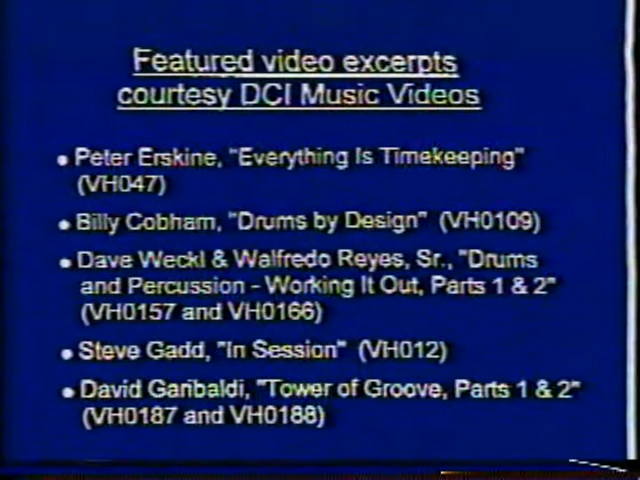 Featured video excerpts
courtesy DCI Music Videos
• Peter Erskine, "Everything Is Timekeeping"
(VH047)
• Billy Cobham, "Drums by Design" (VH0109)
• Dave Weckl & Walfredo Reyes, Sr., "Drums
and Percussion - Working It Out, Parts 1 & 2"
(VH0157 and VH0166)
• Steve Gadd, "In Session" (VH012)
• David Garibaldi, "Tower of Groove, Parts 1 & 2"
(VH0187 and VH0188)